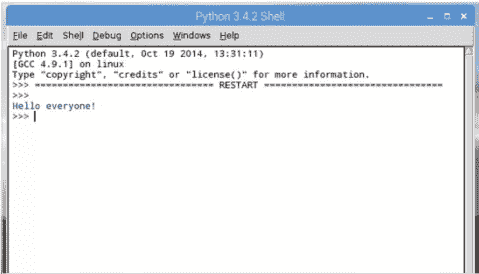 Python 3.4.2 Shell
File Edit Shell Debug Options Windows Help
Python 3.4.2 (default, Oct 19 2014, 13:31:11)
[GCC 4.9.1] on linux
Type "copyright", "credits" or "license()" for more information.
>>> ================================ RESTART ================================
>>>
Hello everyone!
>>>